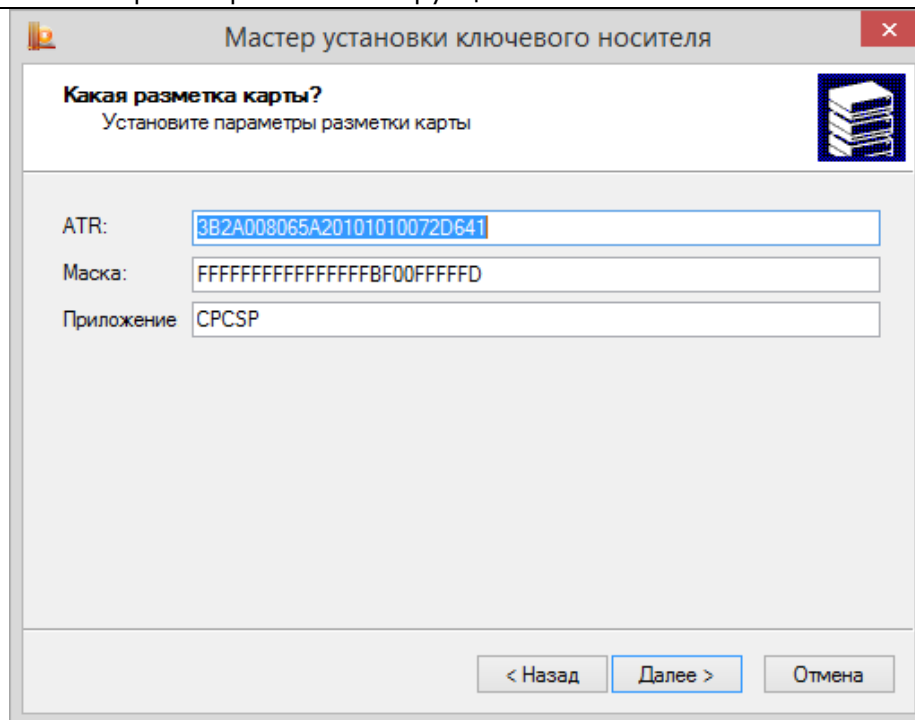 Мастер установки ключевого носителя
Какая разметка карты?
Установите параметры разметки карты
ATR: 3B2A008065A20101010072D641
Маска: FFFFFFFFFFFFFFFFBF00FFFFFD
Приложение CPCSP
< Назад Далее > Отмена